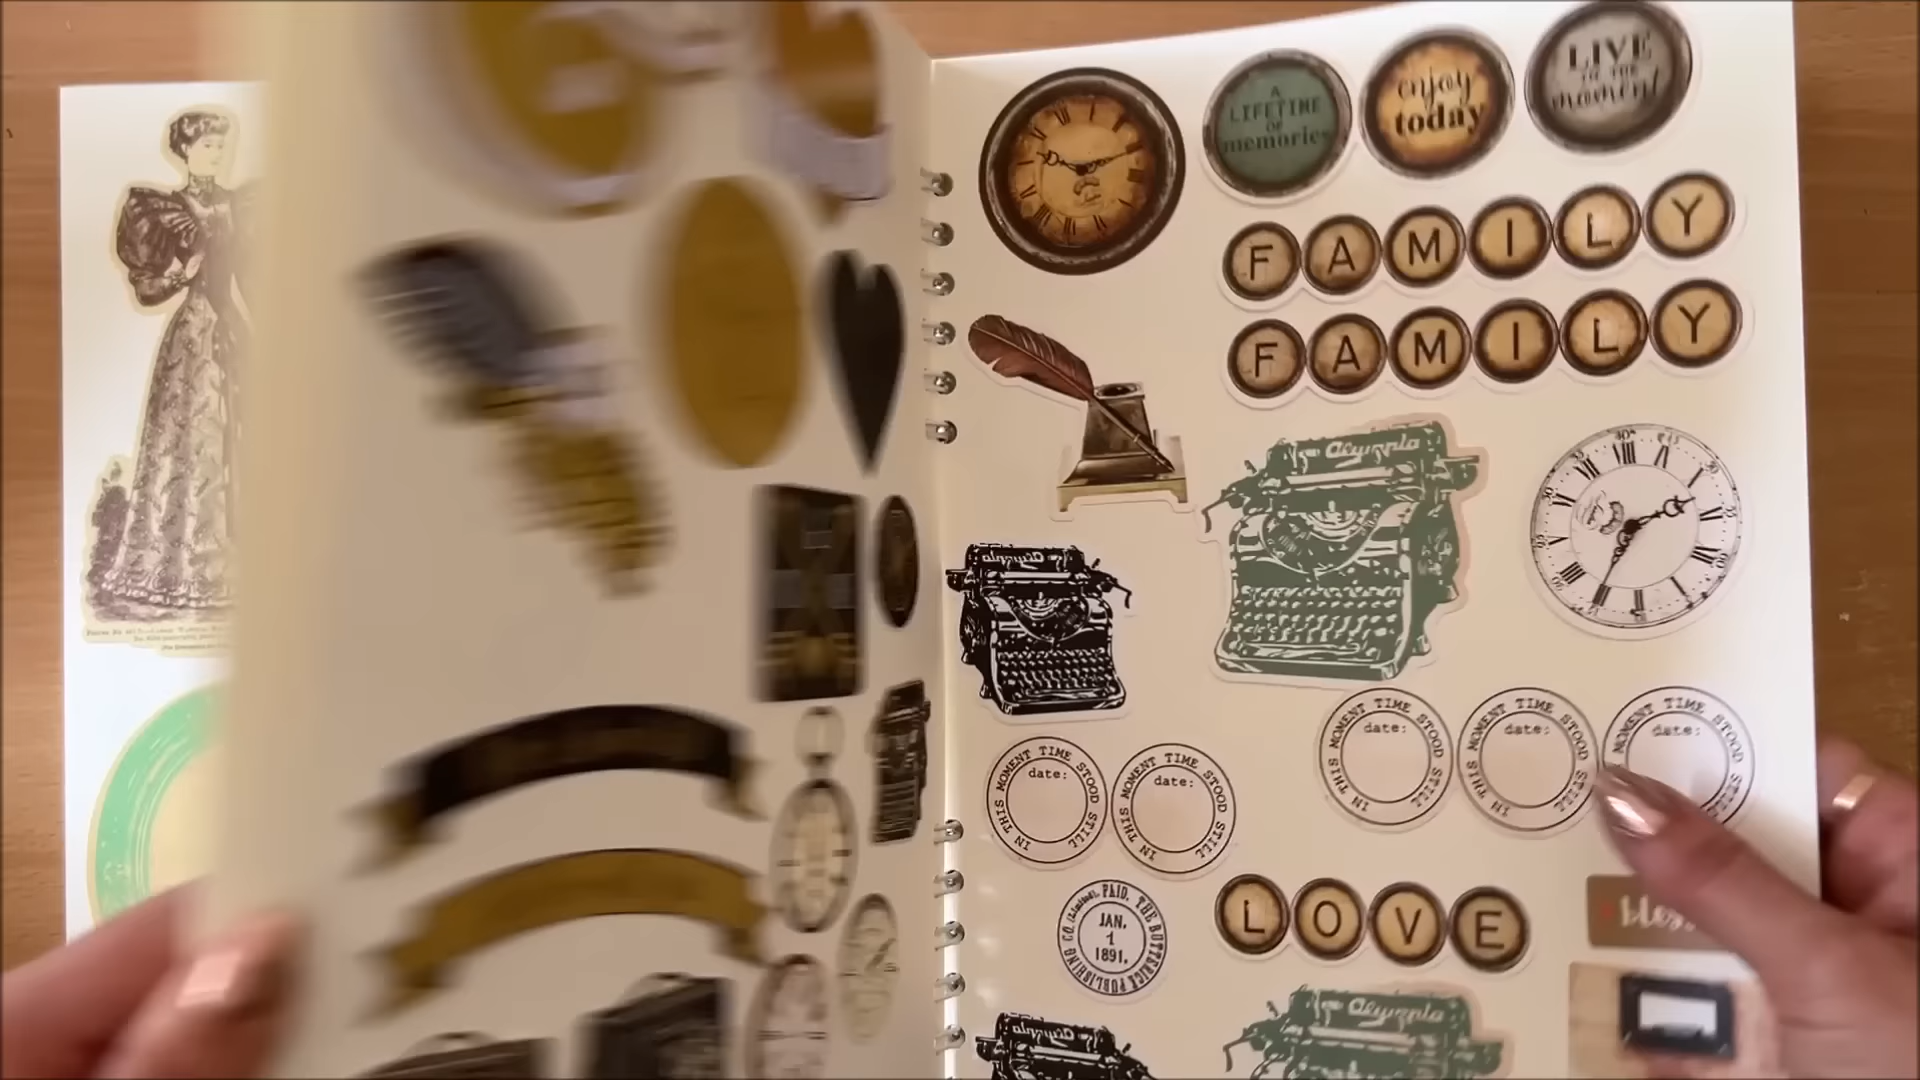 A
LIFETIME
OF
memories
enjoy
today
LIVE
IN THE
moment
FAMILY
FAMILY
Olympia
Olympia
IN THIS MOMENT TIME STOOD STILL
date:
IN THIS MOMENT TIME STOOD STILL
date:
IN THIS MOMENT TIME STOOD STILL
date:
IN THIS MOMENT TIME STOOD STILL
date:
IN THIS MOMENT TIME STOOD STILL
date:
PAID. THE BUTTERICK PUBLISHING CO. (Limited).
JAN.
1
1891.
LOVE
Olympia
Olympia